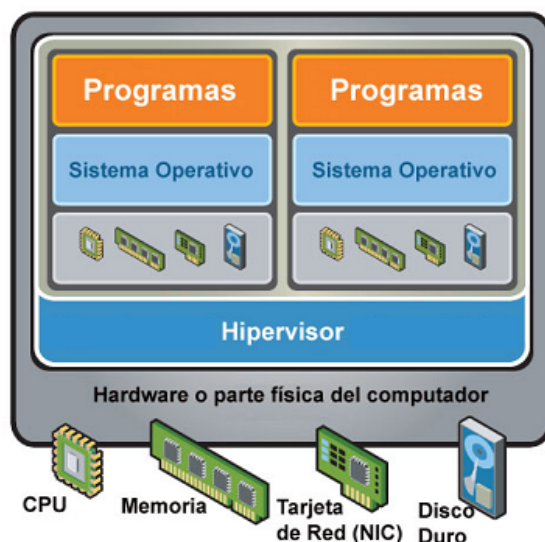 Programas
Programas
Sistema Operativo
Sistema Operativo
Hipervisor
Hardware o parte física del computador
CPU
Memoria
Tarjeta
de Red (NIC)
Disco
Duro